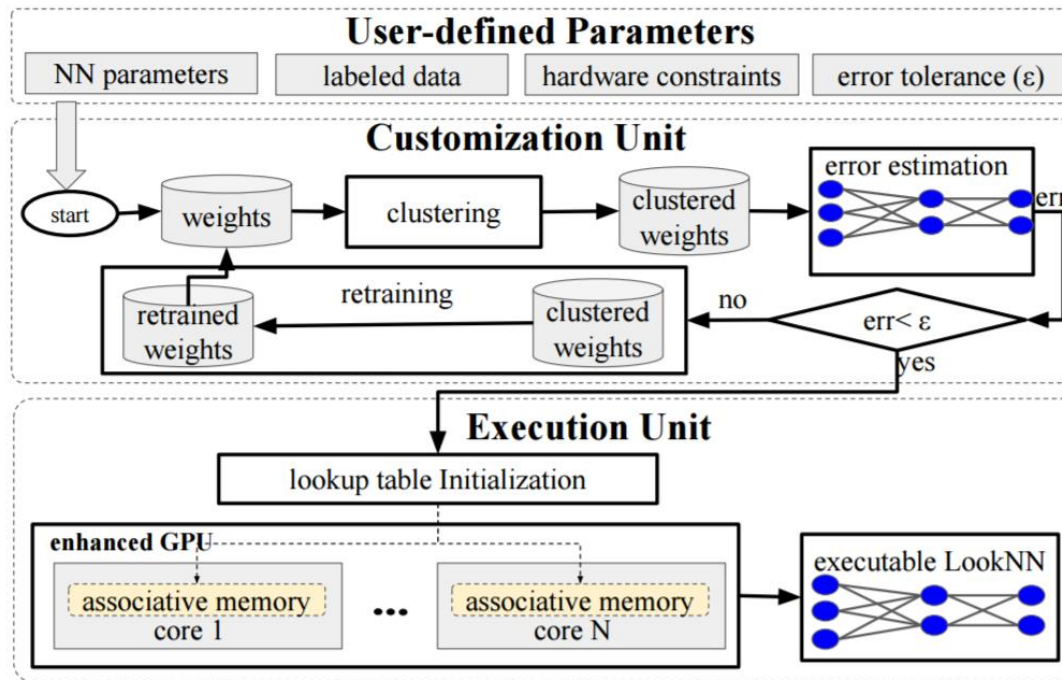 User-defined Parameters
NN parameters
labeled data
hardware constraints
error tolerance (ε)
Customization Unit
start
weights
clustering
clustered
weights
error estimation
err
retraining
retrained
weights
clustered
weights
no
err< ε
yes
Execution Unit
lookup table Initialization
enhanced GPU
associative memory
core 1
...
associative memory
core N
executable LookNN